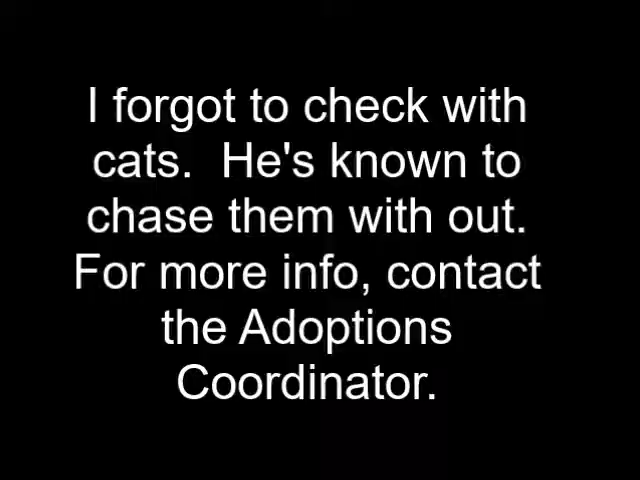 I forgot to check with
cats.  He's known to
chase them with out.
For more info, contact
the Adoptions
Coordinator.